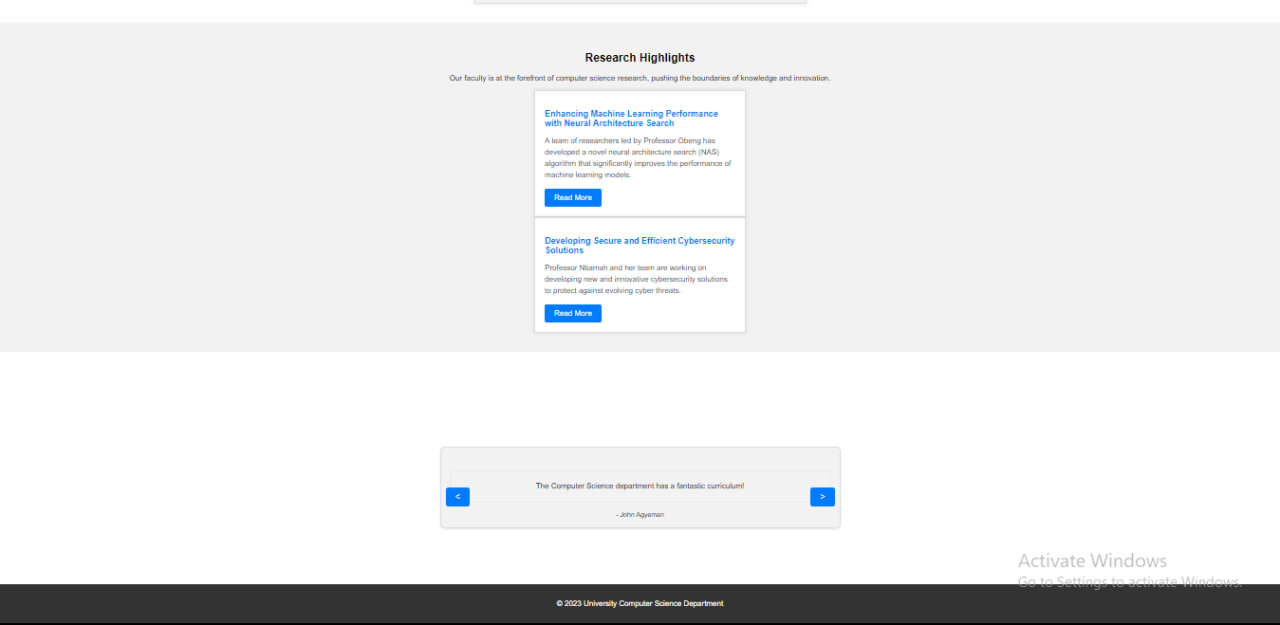 Research Highlights
Our faculty is at the forefront of computer science research, pushing the boundaries of knowledge and innovation.
Enhancing Machine Learning Performance
with Neural Architecture Search
A team of researchers led by Professor Obeng has
developed a novel neural architecture search (NAS)
algorithm that significantly improves the performance of
machine learning models.
Read More
Developing Secure and Efficient Cybersecurity
Solutions
Professor Ntiamah and her team are working on
developing new and innovative cybersecurity solutions
to protect against evolving cyber threats.
Read More
The Computer Science department has a fantastic curriculum!
<
>
- John Agyeman
Activate Windows
Go to Settings to activate Windows.
© 2023 University Computer Science Department